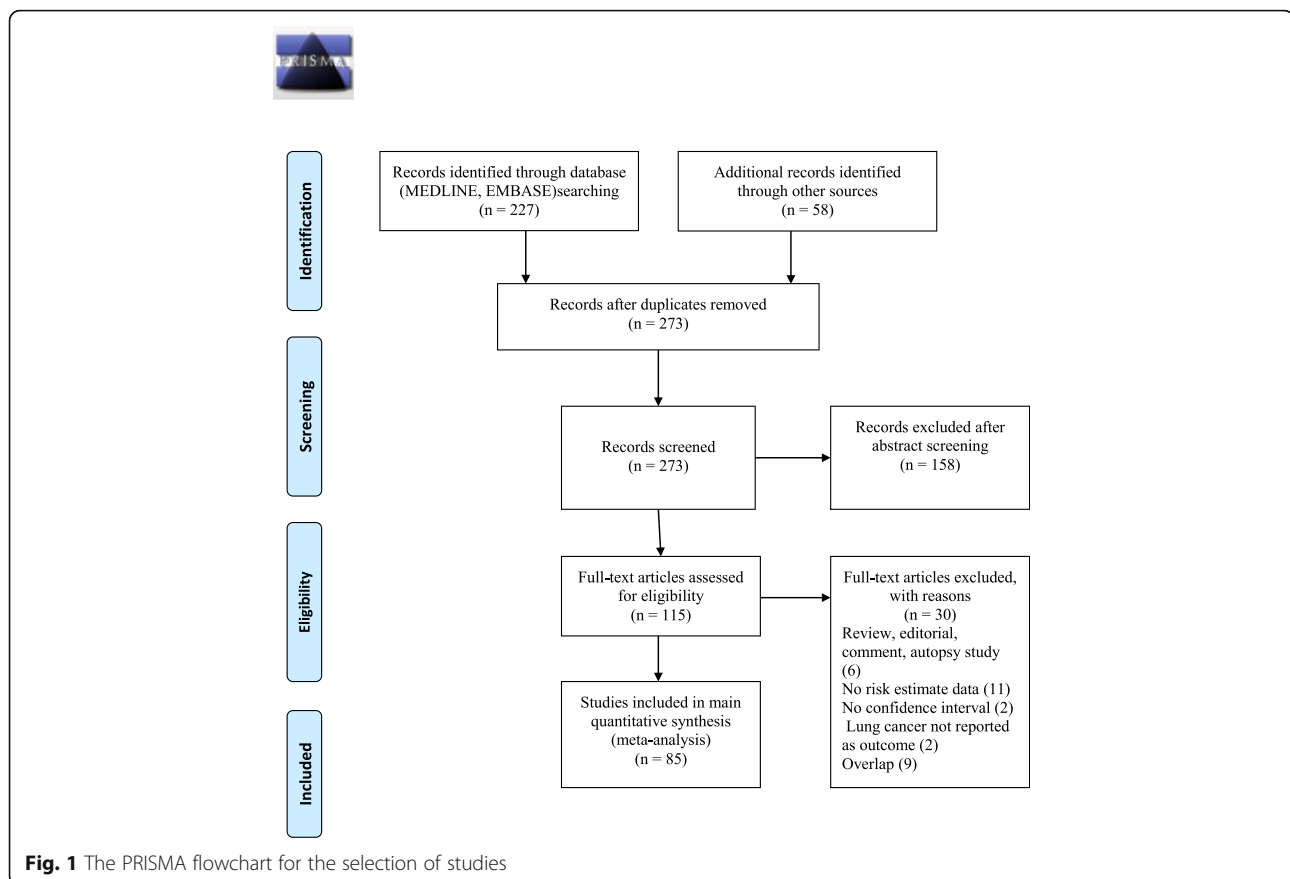 PRISMA
Identification
Records identified through database
(MEDLINE, EMBASE)searching
(n = 227)
Additional records identified
through other sources
(n = 58)
Records after duplicates removed
(n = 273)
Screening
Records screened
(n = 273)
Records excluded after
abstract screening
(n = 158)
Eligibility
Full-text articles assessed
for eligibility
(n = 115)
Full-text articles excluded,
with reasons
(n = 30)
Review, editorial,
comment, autopsy study
(6)
No risk estimate data (11)
No confidence interval (2)
Lung cancer not reported
as outcome (2)
Overlap (9)
Included
Studies included in main
quantitative synthesis
(meta-analysis)
(n = 85)
Fig. 1 The PRISMA flowchart for the selection of studies